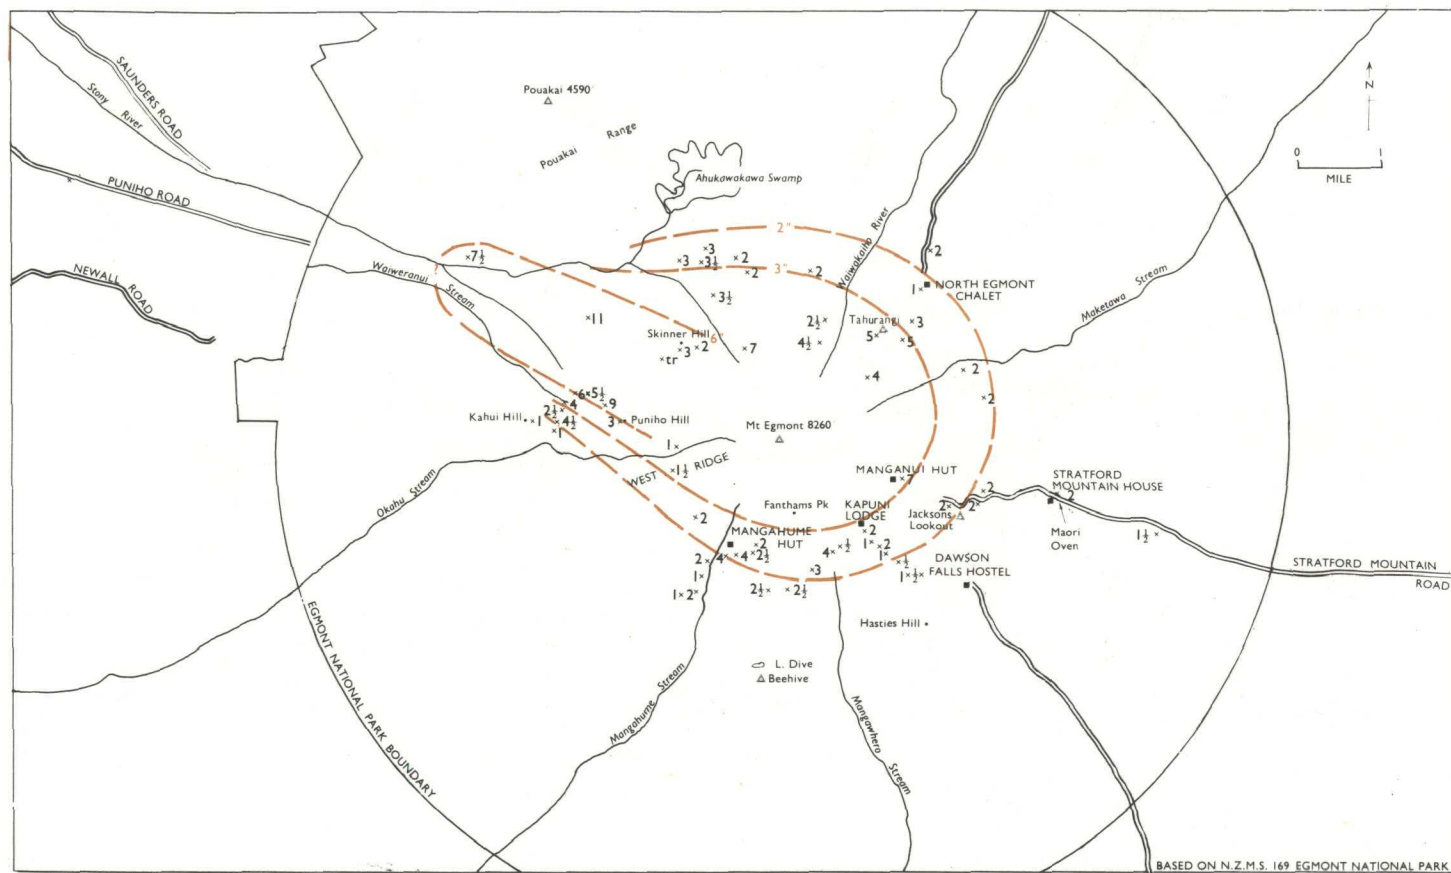 SAUNDERS ROAD
Stony River
Pouakai 4590
Pouakai Range
N
0 1
MILE
Ahukawakawa Swamp
PUNIHO ROAD
NEWALL ROAD
Waiweranui Stream
Waiwakaiho River
2"
3"
?
7½
3
3
3½
2
2
2
2
1
NORTH EGMONT
CHALET
Maketawa Stream
3½
11
2½
Tahurangi
3
5
5
Skinner Hill
6"
3
2
7
4½
tr
4
2
2
6
5½
9
4
2½
Kahui Hill
1
4½
1
3
Puniho Hill
Mt Egmont 8260
1
1½
WEST RIDGE
MANGANUI HUT
7
STRATFORD
MOUNTAIN HOUSE
2
2
2
2
Jacksons
Lookout
Maori
Oven
1½
Okahu Stream
Fanthams Pk
KAPUNI
LODGE
2
2
1
2
1
MANGAHUME
HUT
2
2
4
4
2½
4
½
3
1
1
2
2½
2½
½
1
½
DAWSON
FALLS HOSTEL
STRATFORD MOUNTAIN
ROAD
Hasties Hill
L. Dive
Beehive
EGMONT NATIONAL PARK BOUNDARY
Mangahume Stream
Mangawhero Stream
BASED ON N.Z.M.S. 169 EGMONT NATIONAL PARK